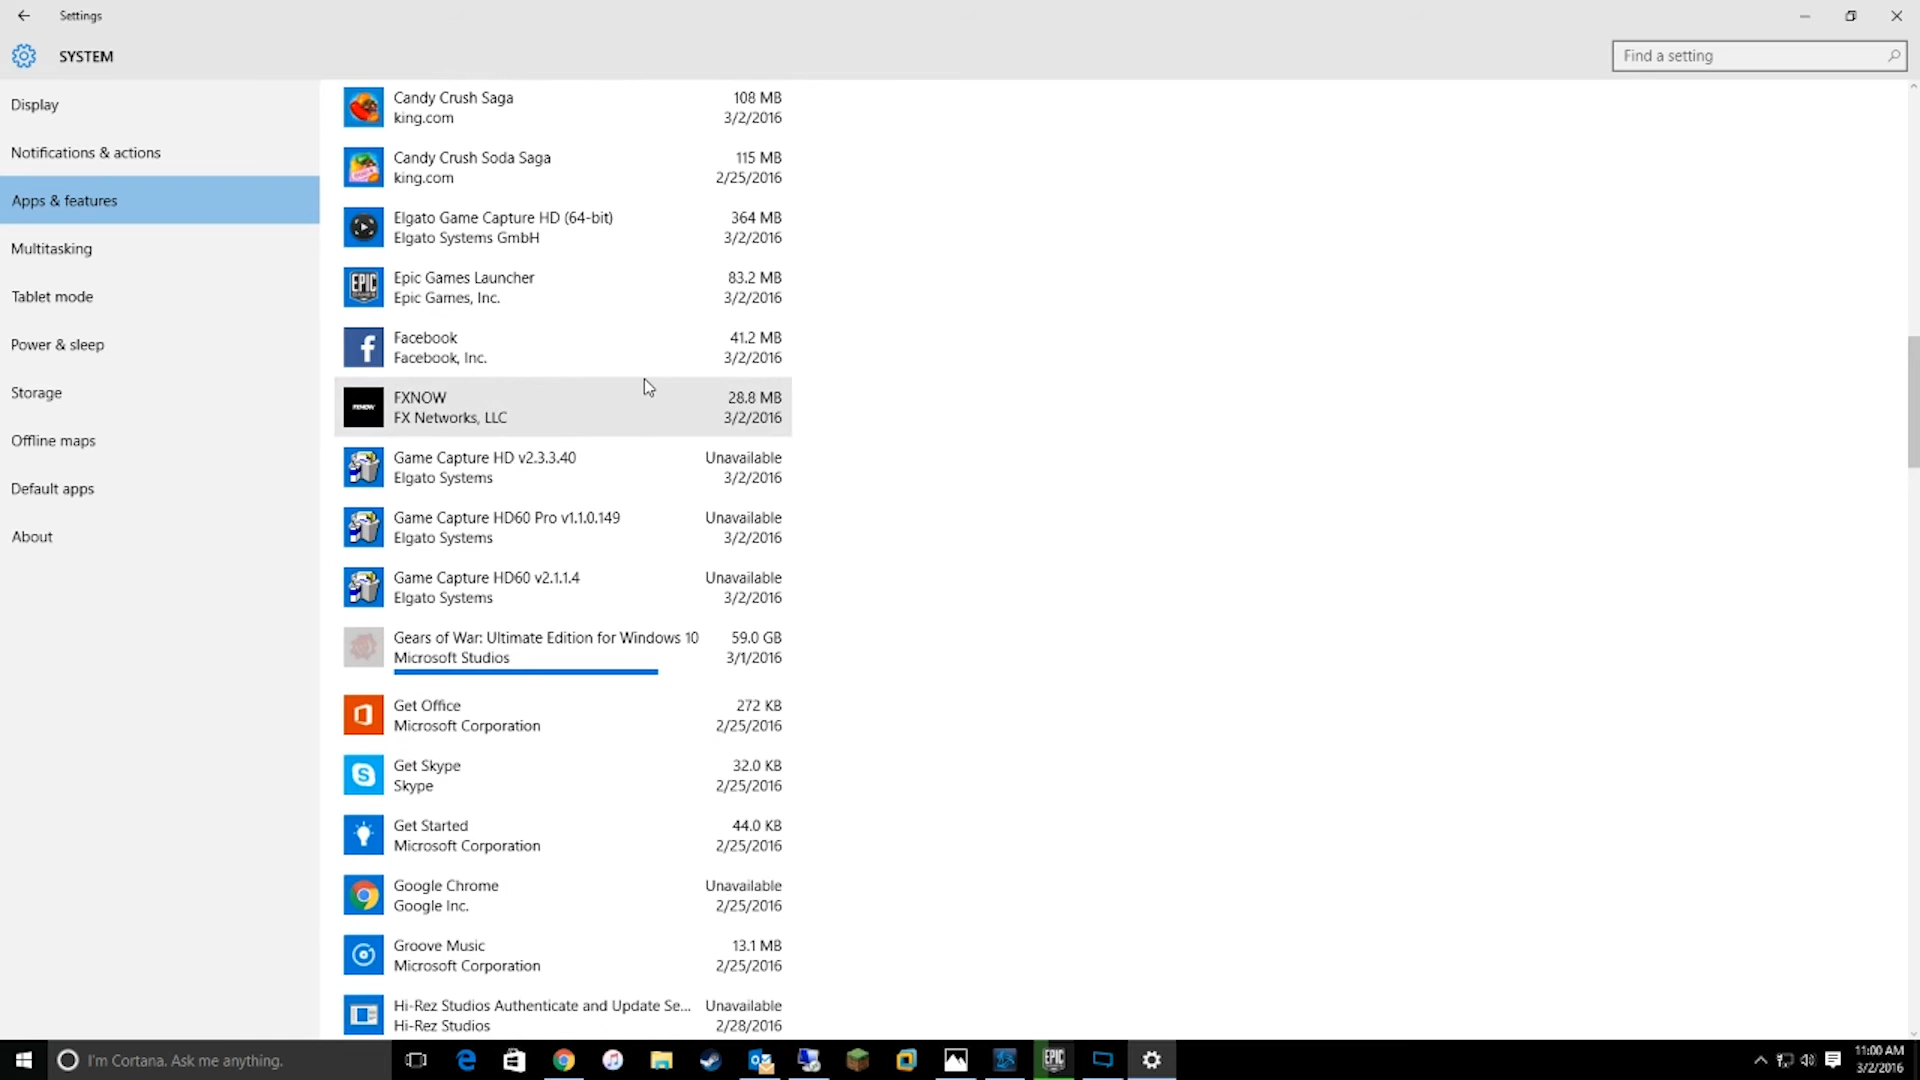 Settings
SYSTEM
Find a setting
Display
Notifications & actions
Apps & features
Multitasking
Tablet mode
Power & sleep
Storage
Offline maps
Default apps
About
Candy Crush Saga 108 MB
king.com 3/2/2016
Candy Crush Soda Saga 115 MB
king.com 2/25/2016
Elgato Game Capture HD (64-bit) 364 MB
Elgato Systems GmbH 3/2/2016
EPIC GAMES
Epic Games Launcher 83.2 MB
Epic Games, Inc. 3/2/2016
Facebook 41.2 MB
Facebook, Inc. 3/2/2016
FXNOW
FXNOW 28.8 MB
FX Networks, LLC 3/2/2016
Game Capture HD v2.3.3.40 Unavailable
Elgato Systems 3/2/2016
Game Capture HD60 Pro v1.1.0.149 Unavailable
Elgato Systems 3/2/2016
Game Capture HD60 v2.1.1.4 Unavailable
Elgato Systems 3/2/2016
Gears of War: Ultimate Edition for Windows 10 59.0 GB
Microsoft Studios 3/1/2016
Get Office 272 KB
Microsoft Corporation 2/25/2016
Get Skype 32.0 KB
Skype 2/25/2016
Get Started 44.0 KB
Microsoft Corporation 2/25/2016
Google Chrome Unavailable
Google Inc. 2/25/2016
Groove Music 13.1 MB
Microsoft Corporation 2/25/2016
Hi-Rez Studios Authenticate and Update Se... Unavailable
Hi-Rez Studios 2/28/2016
I'm Cortana. Ask me anything.
EPIC
11:00 AM
3/2/2016